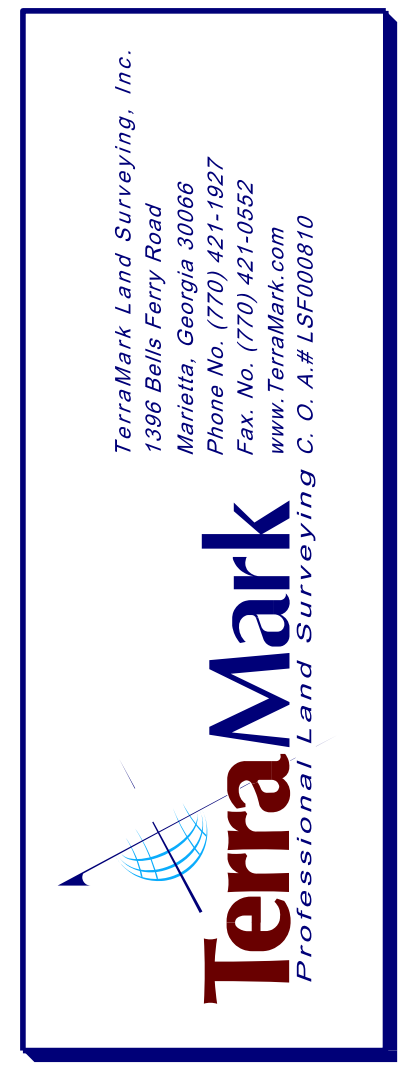 TerraMark Land Surveying, Inc.
1396 Bells Ferry Road
Marietta, Georgia 30066
Phone No. (770) 421-1927
Fax. No. (770) 421-0552
www.TerraMark.com
C. O. A.# LSF000810
TerraMark
Professional Land Surveying